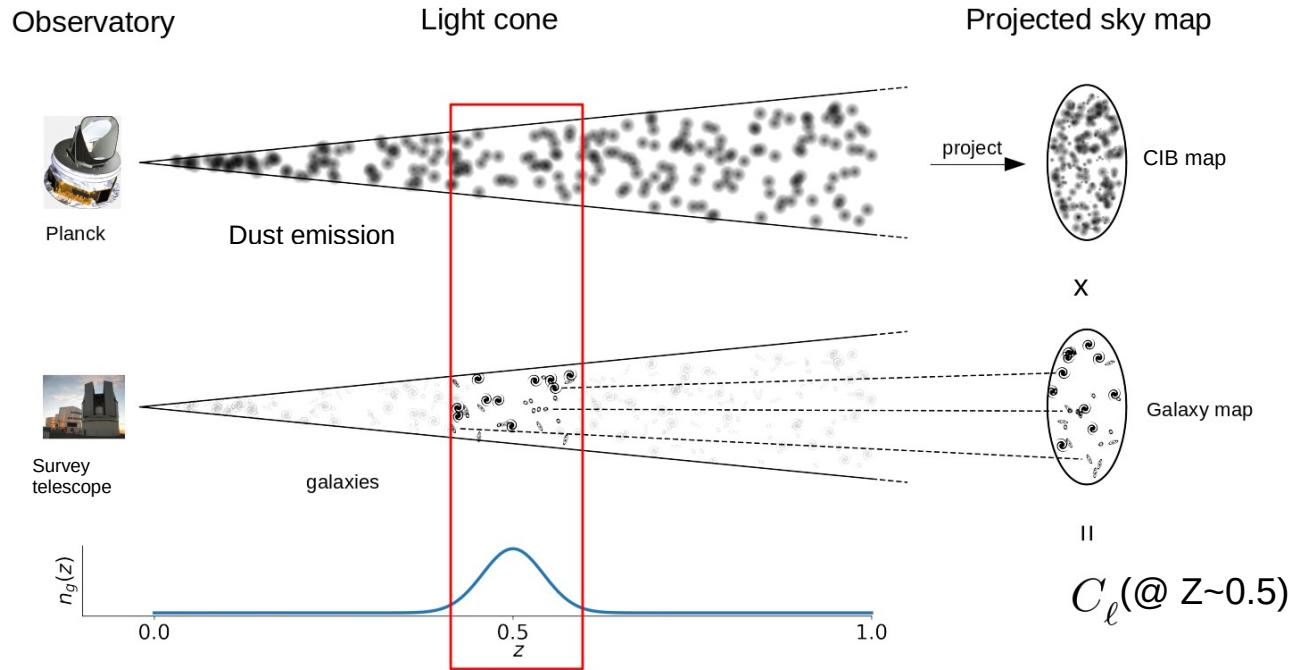 Observatory
Light cone
Projected sky map
Planck
Dust emission
project
CIB map
x
Survey
telescope
galaxies
Galaxy map
=
n_g(z)
0.0
0.5
1.0
z
C_ℓ(@ Z~0.5)